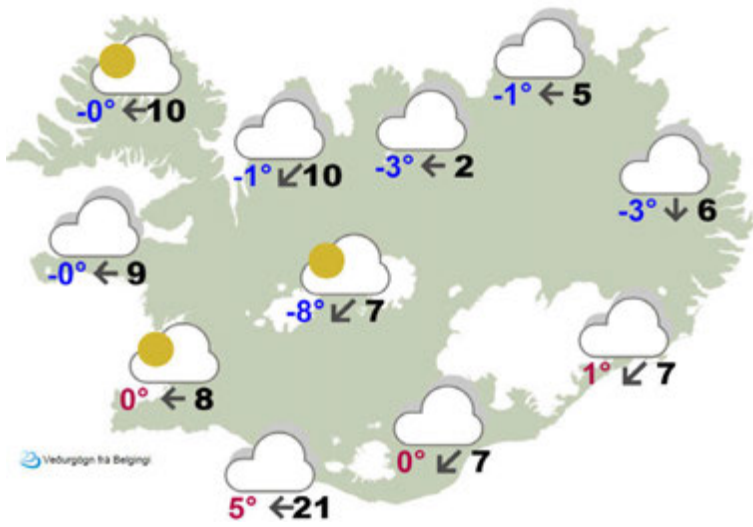 -1° ← 5
-0° ←10
-1° ↙10
-3° ← 2
-3° ↓ 6
-0° ← 9
-8° ↙ 7
1° ↙ 7
0° ← 8
0° ↙ 7
Veðurgögn frá Belgingi.
5° ←21